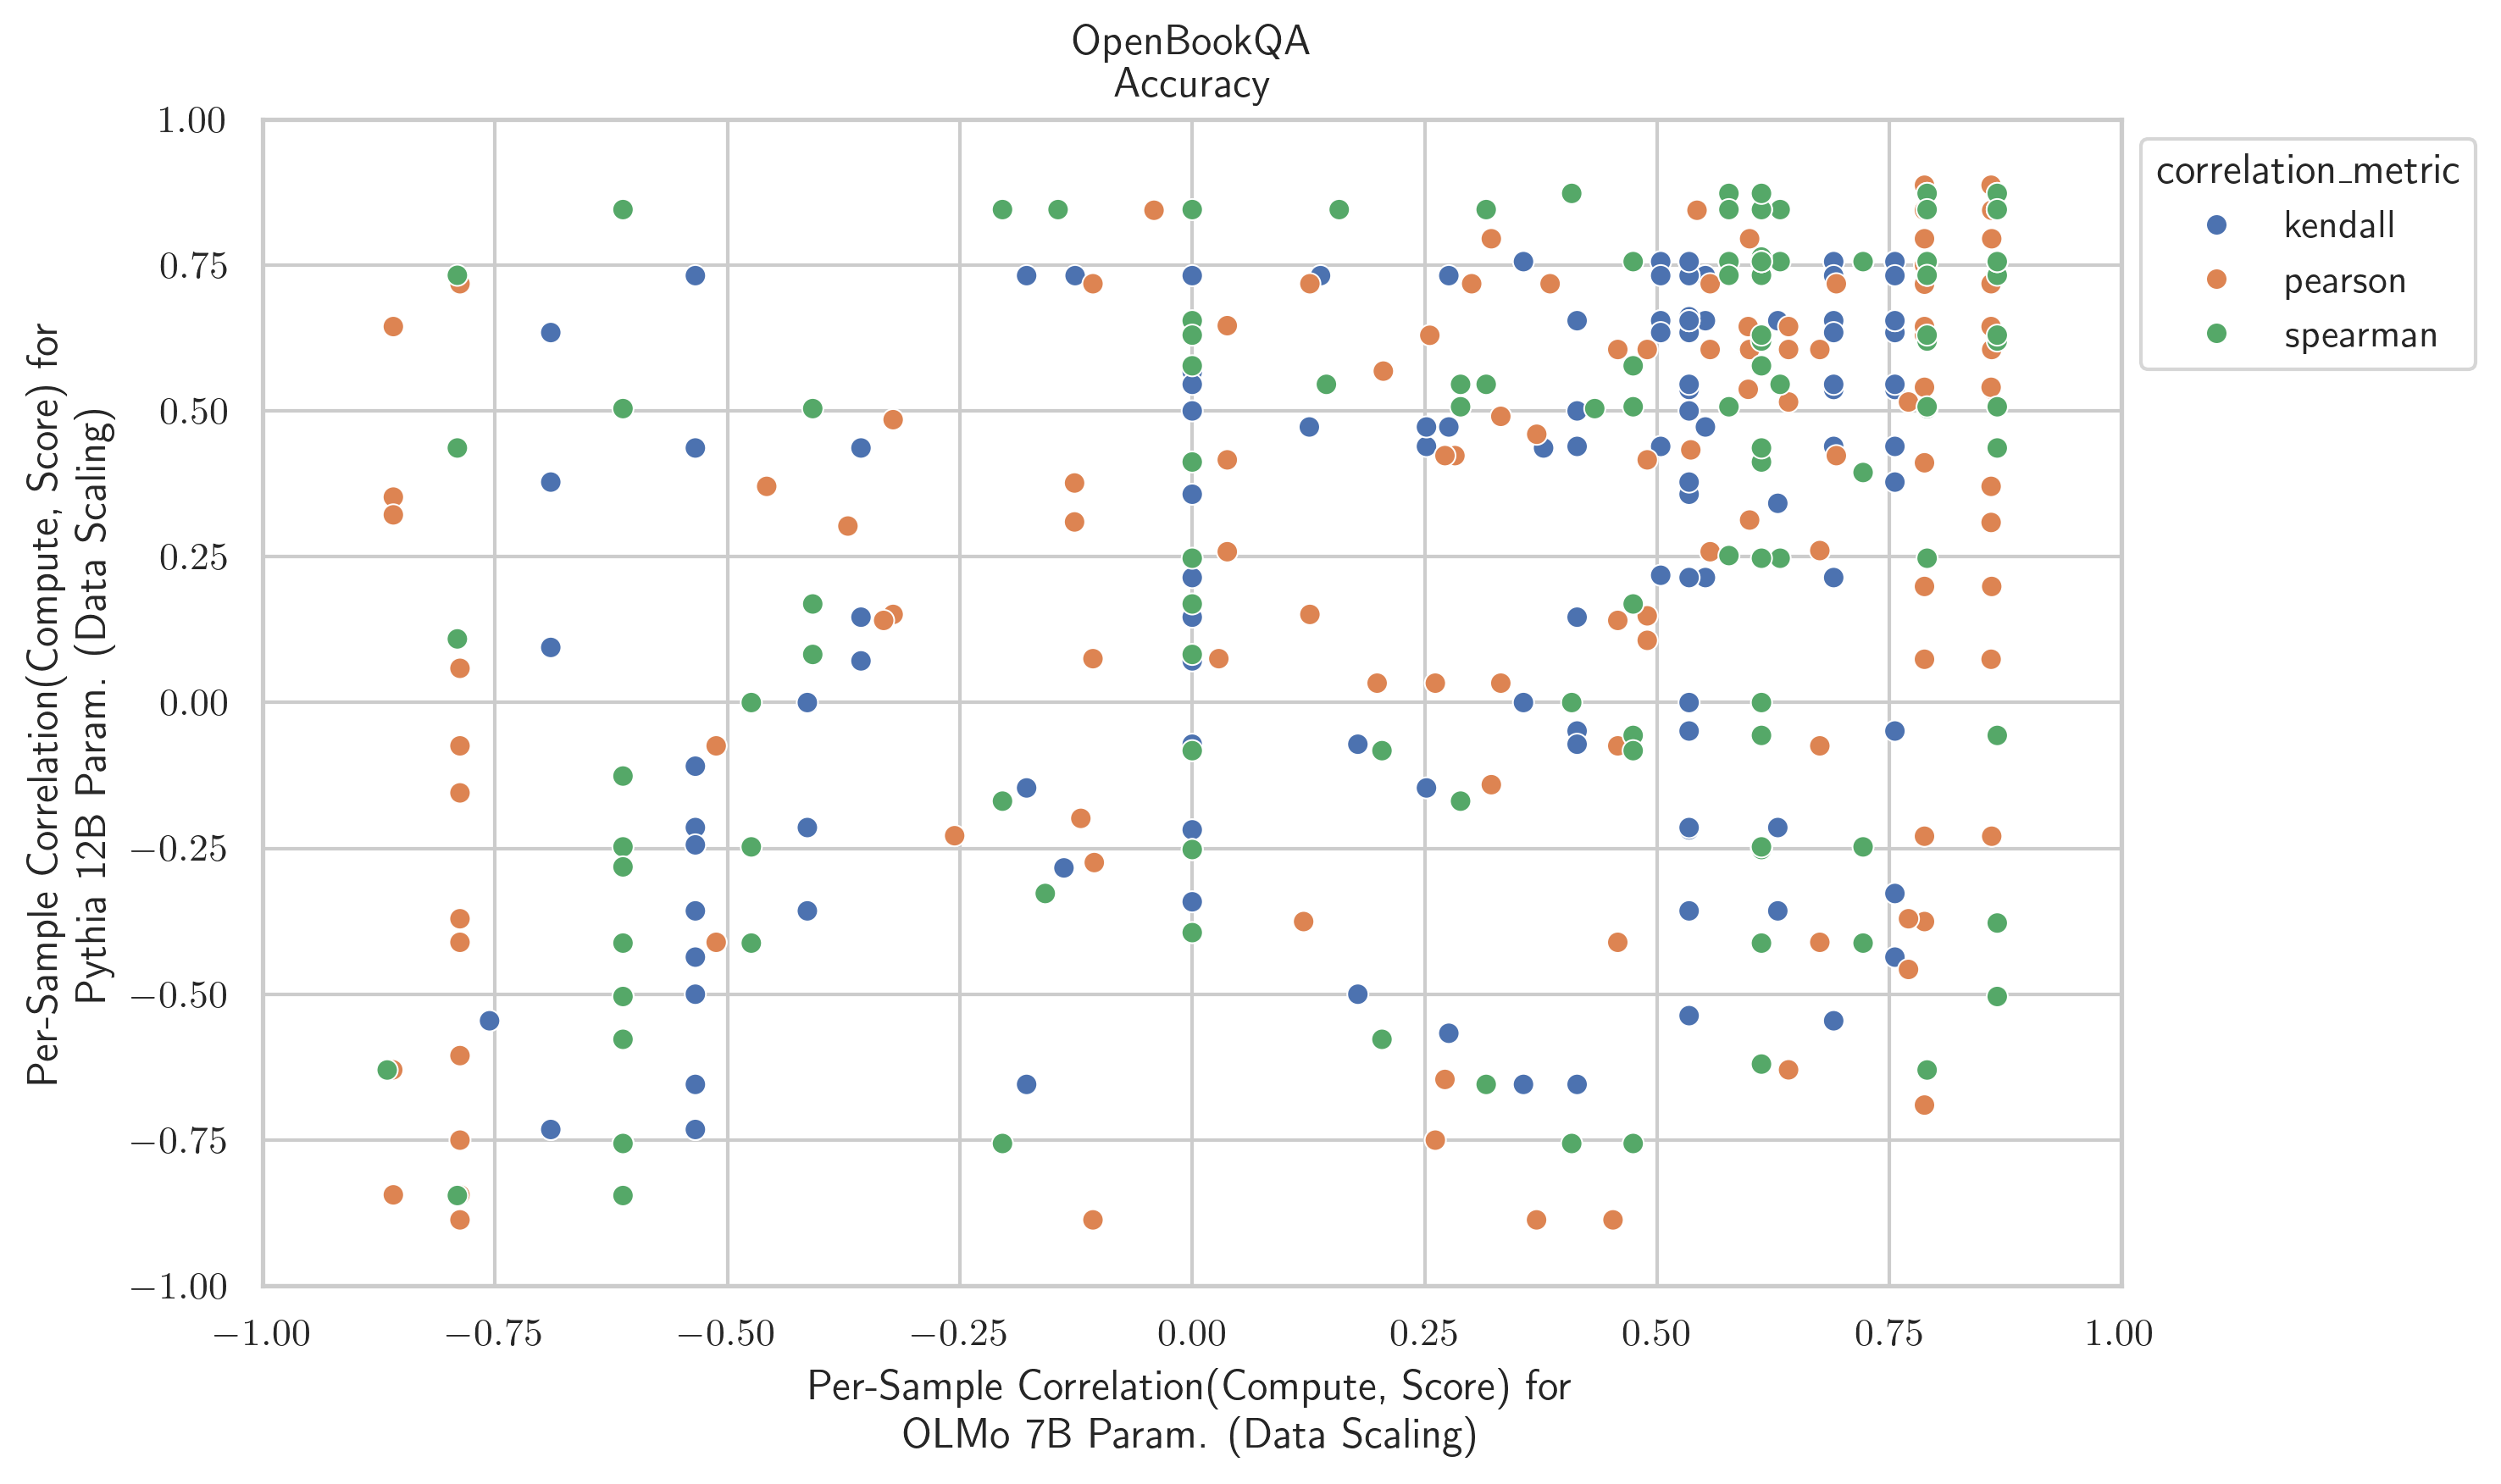 OpenBookQA
Accuracy
1.00
0.75
0.50
0.25
0.00
−0.25
−0.50
−0.75
−1.00
Per-Sample Correlation(Compute, Score) for
Pythia 12B Param. (Data Scaling)
−1.00 −0.75 −0.50 −0.25 0.00 0.25 0.50 0.75 1.00
Per-Sample Correlation(Compute, Score) for
OLMo 7B Param. (Data Scaling)
correlation_metric
kendall
pearson
spearman